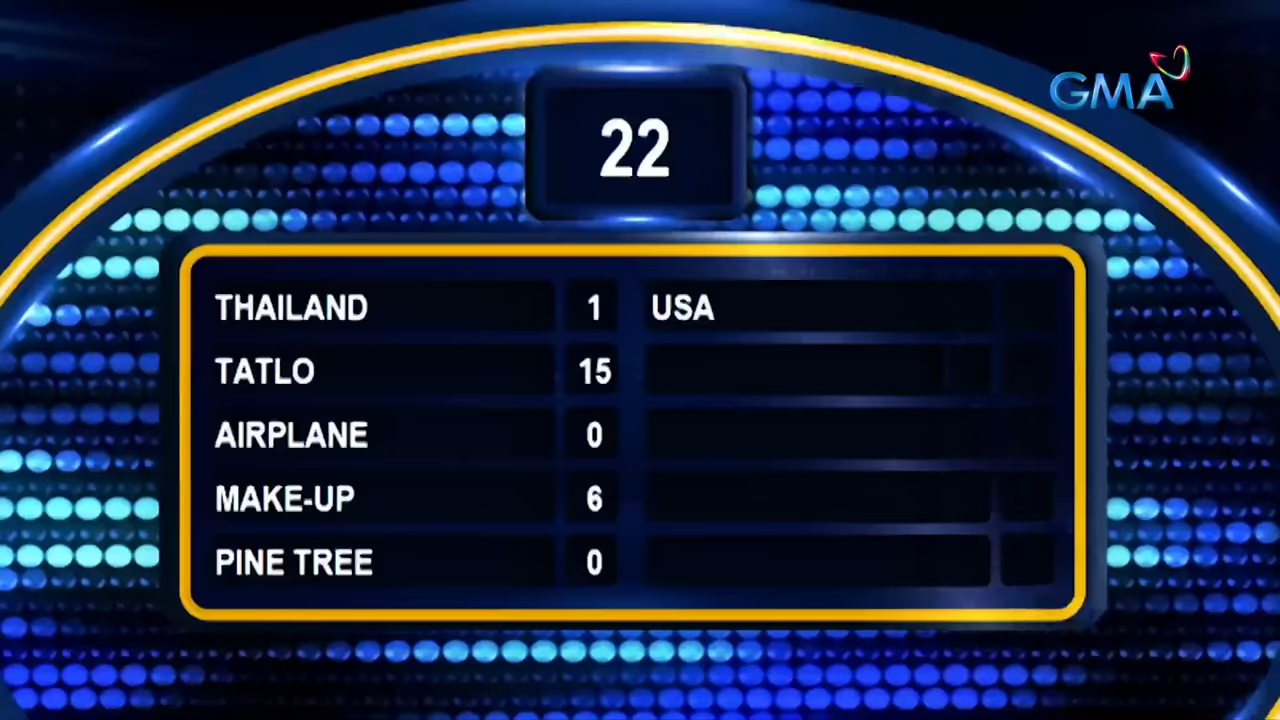 GMA
22
THAILAND 1 USA
TATLO 15
AIRPLANE 0
MAKE-UP 6
PINE TREE 0